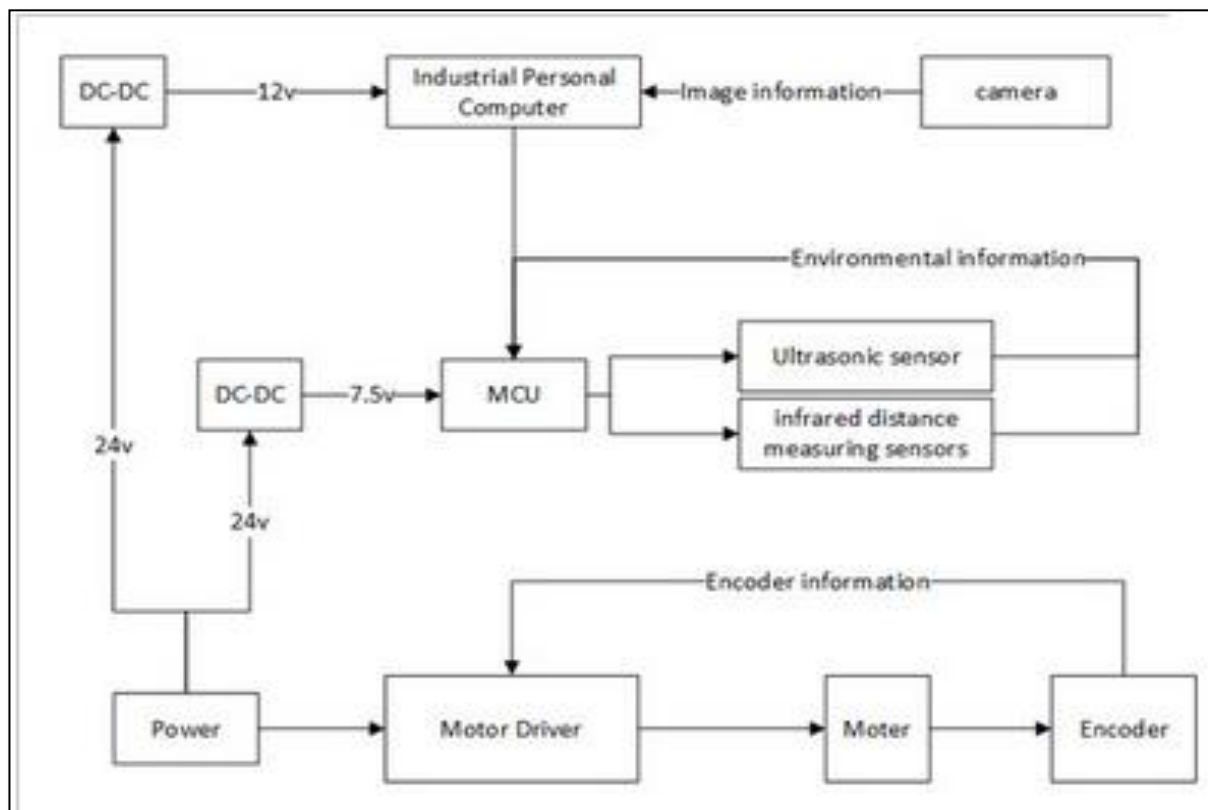 DC-DC
12v
Industrial Personal
Computer
Image information
camera
Environmental information
Ultrasonic sensor
DC-DC
7.5v
MCU
infrared distance
measuring sensors
24v
24v
Encoder information
Power
Motor Driver
Moter
Encoder